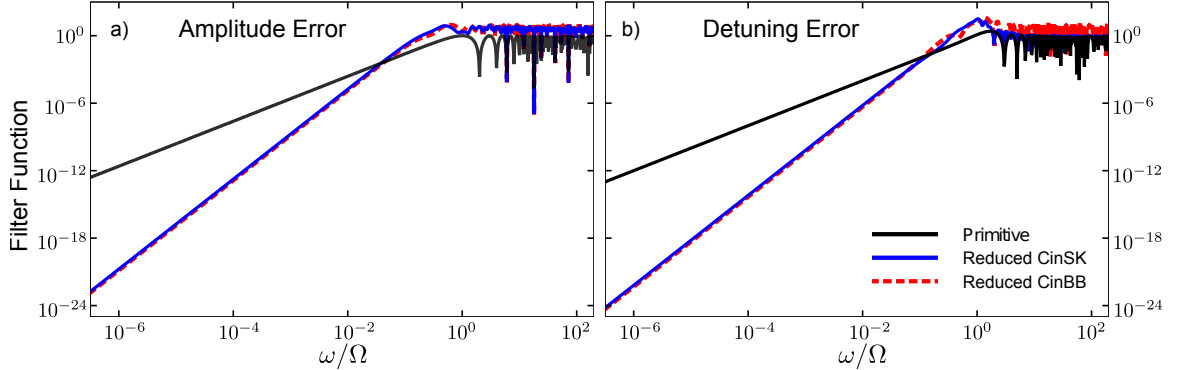 a) Amplitude Error
b) Detuning Error
Filter Function
10^0
10^−6
10^−12
10^−18
10^−24
10^0
10^−6
10^−12
10^−18
10^−24
Primitive
Reduced CinSK
Reduced CinBB
10^−6 10^−4 10^−2 10^0 10^2
10^−6 10^−4 10^−2 10^0 10^2
ω/Ω
ω/Ω